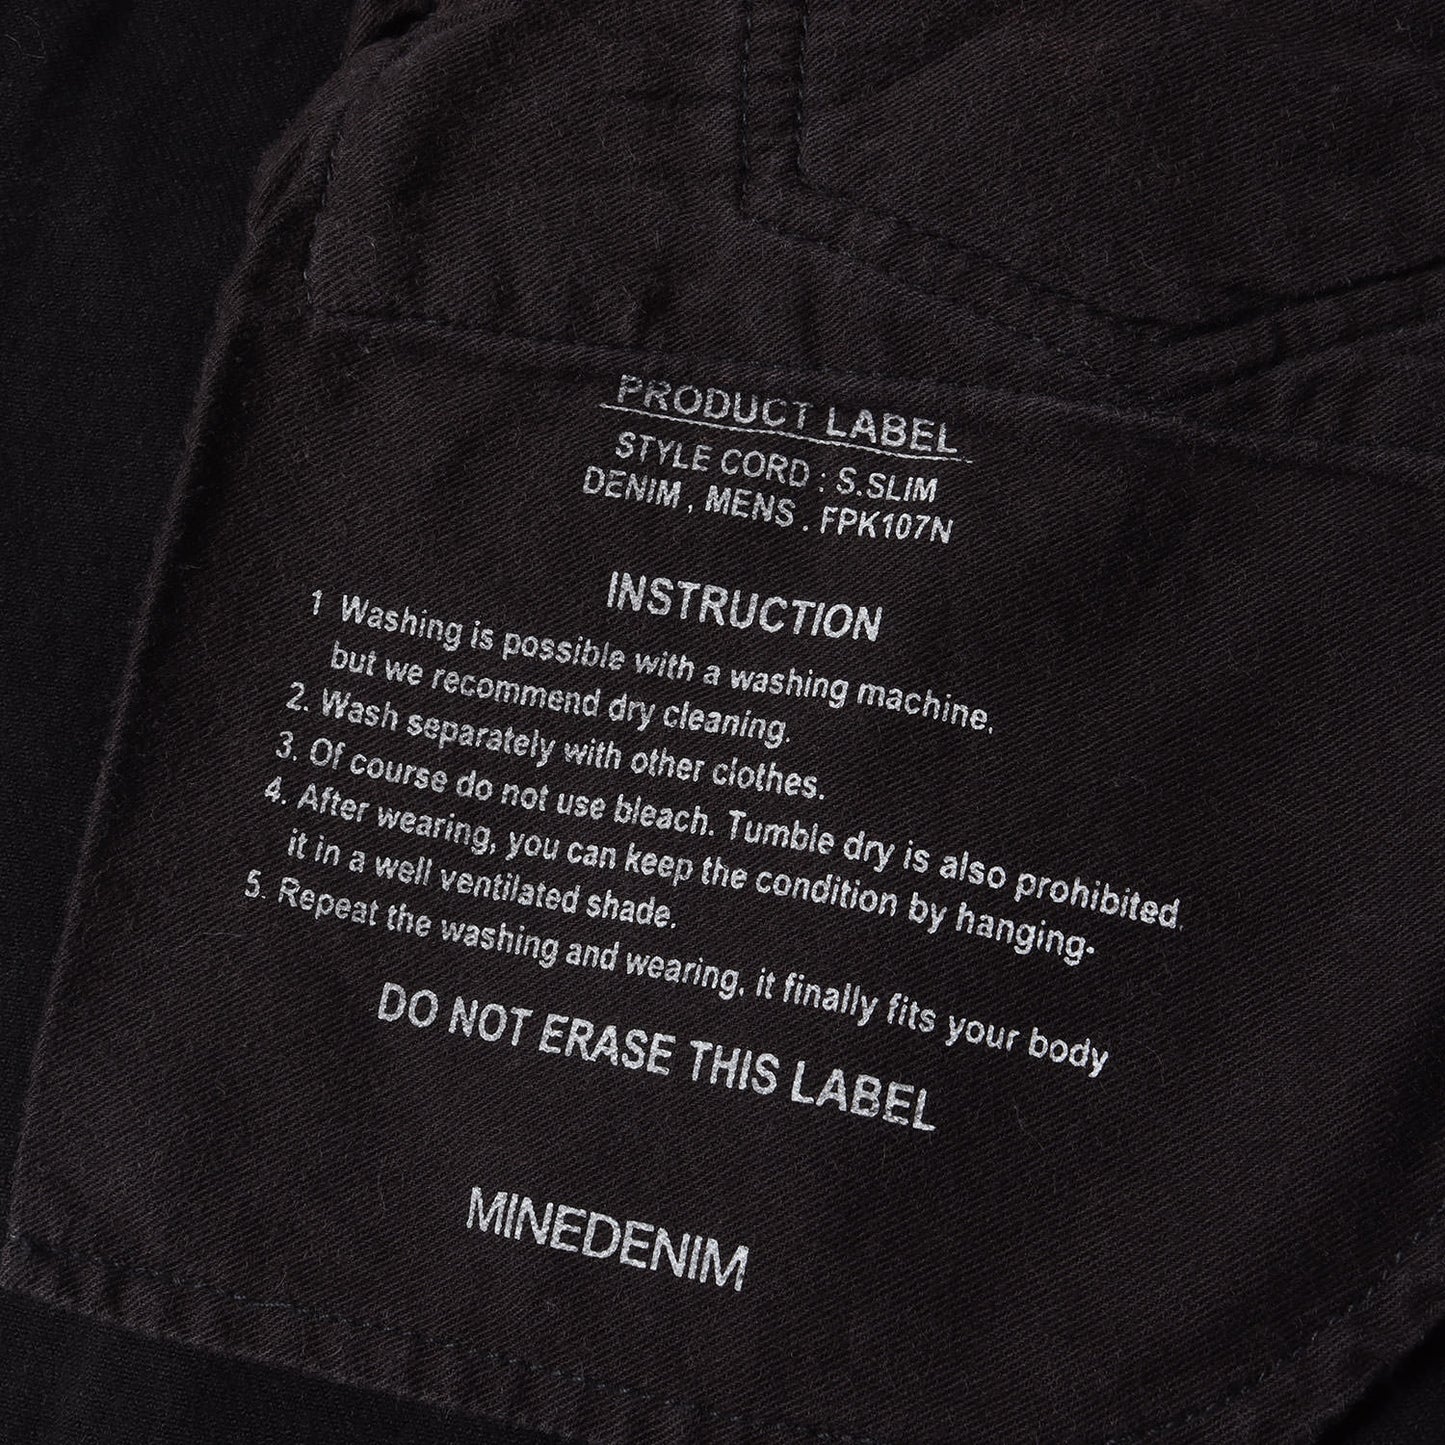 PRODUCT LABEL
STYLE CORD : S.SLIM
DENIM , MENS . FPK107N
INSTRUCTION
1 Washing is possible with a washing machine,
but we recommend dry cleaning.
2. Wash separately with other clothes.
3. Of course do not use bleach. Tumble dry is also prohibited.
4. After wearing, you can keep the condition by hanging-
it in a well ventilated shade.
5. Repeat the washing and wearing, it finally fits your body
DO NOT ERASE THIS LABEL
MINEDENIM